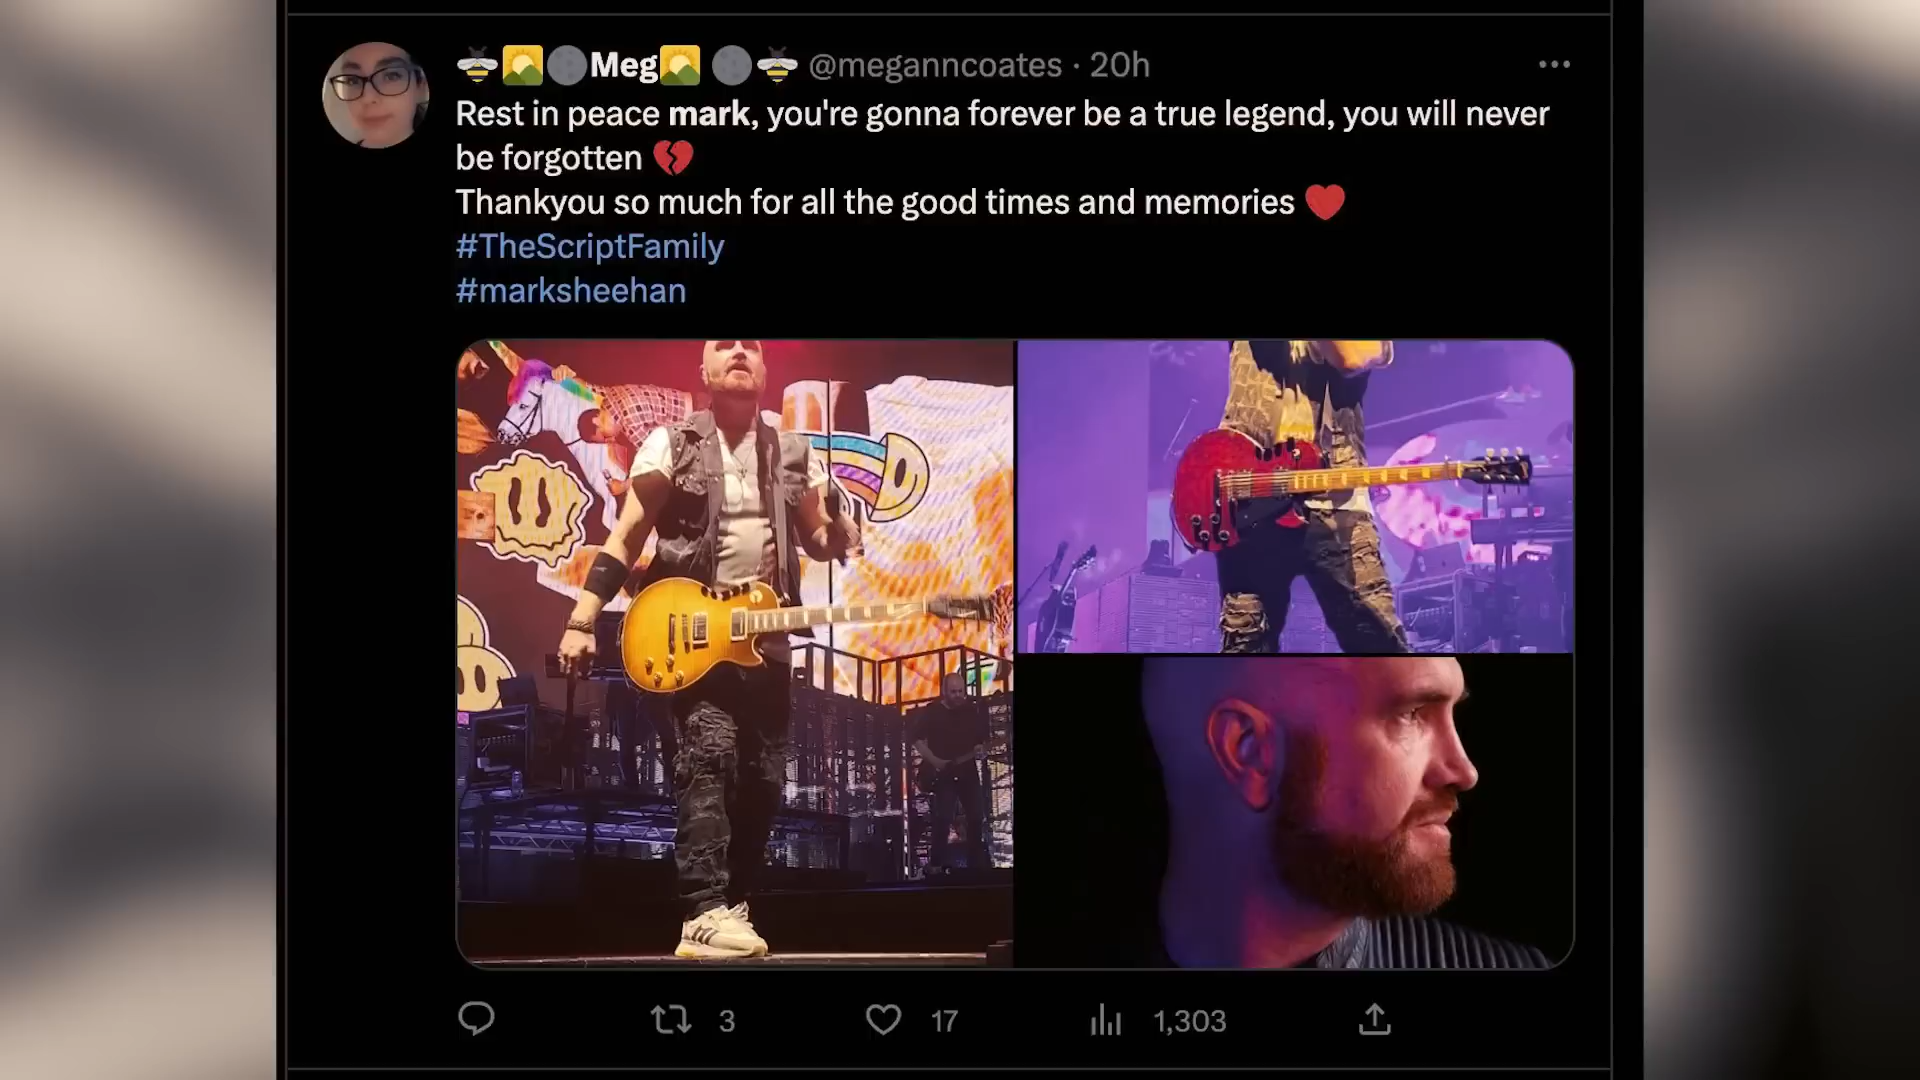 🐝🌄🌑Meg🌄 🌑🐝 @meganncoates · 20h
Rest in peace mark, you're gonna forever be a true legend, you will never
be forgotten 💔
Thankyou so much for all the good times and memories ❤️
#TheScriptFamily
#marksheehan
3 17 1,303